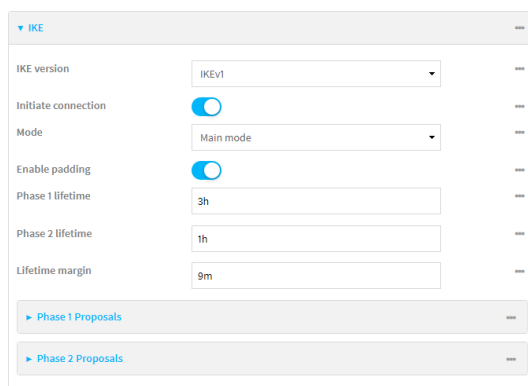 IKE
IKE version IKEv1
Initiate connection
Mode Main mode
Enable padding
Phase 1 lifetime 3h
Phase 2 lifetime 1h
Lifetime margin 9m
Phase 1 Proposals
Phase 2 Proposals